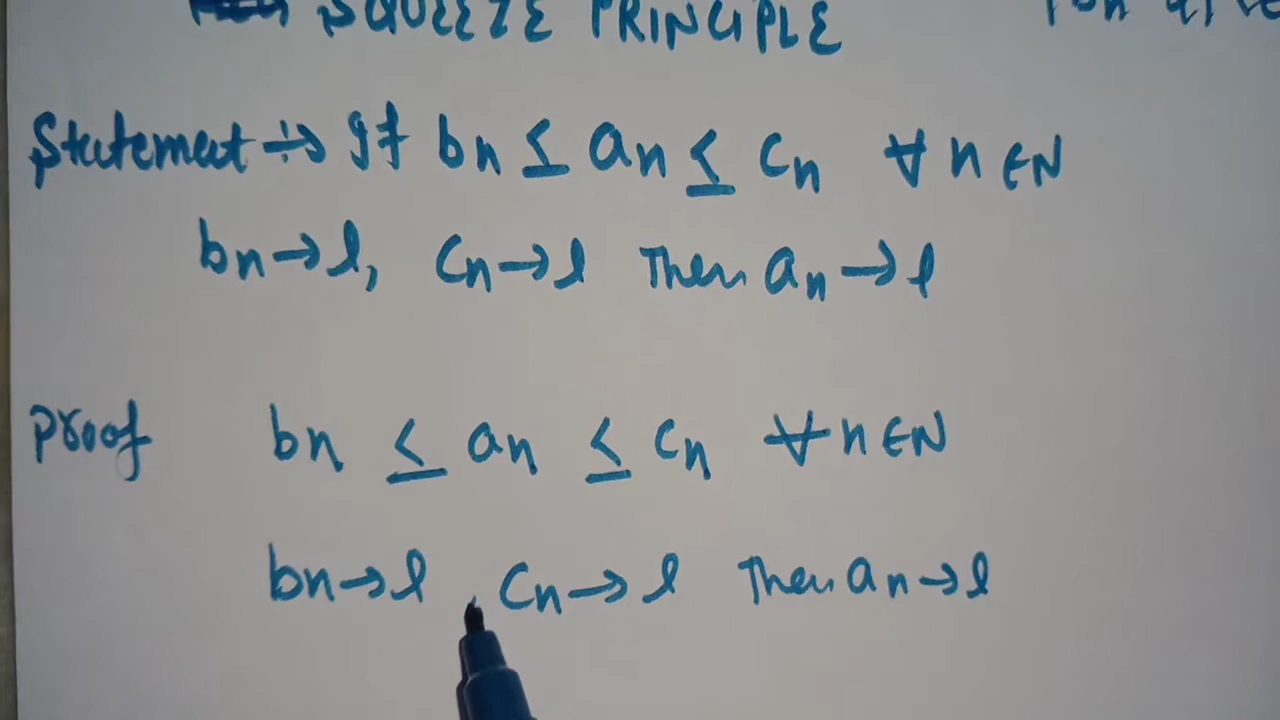 SQUEEZE PRINCIPLE
Statement ÷→ If bn ≤ an ≤ cn ∀ n ∈ N
bn → l, cn → l Then an → l
Proof bn ≤ an ≤ cn ∀ n ∈ N
bn → l, cn → l Then an → l